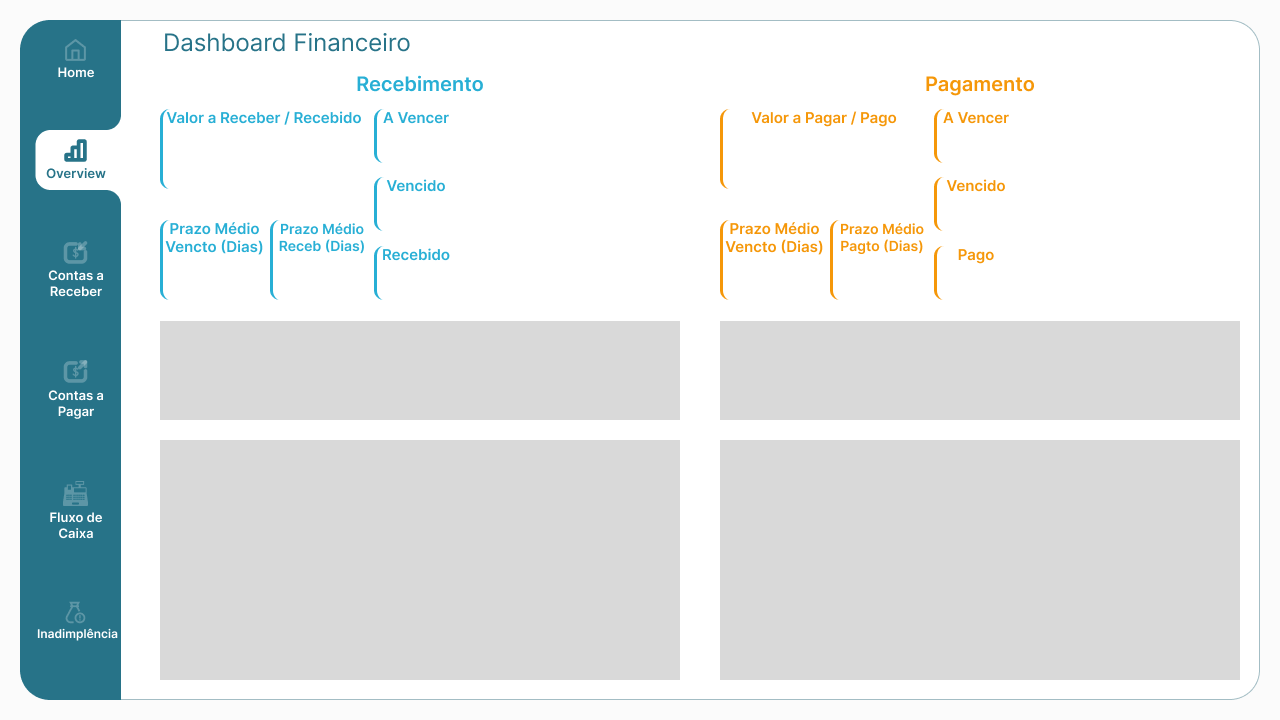 Dashboard Financeiro
Home
Overview
Contas a
Receber
Contas a
Pagar
Fluxo de
Caixa
Inadimplência
Recebimento
Valor a Receber / Recebido
A Vencer
Vencido
Prazo Médio
Vencto (Dias)
Prazo Médio
Receb (Dias)
Recebido
Pagamento
Valor a Pagar / Pago
A Vencer
Vencido
Prazo Médio
Vencto (Dias)
Prazo Médio
Pagto (Dias)
Pago